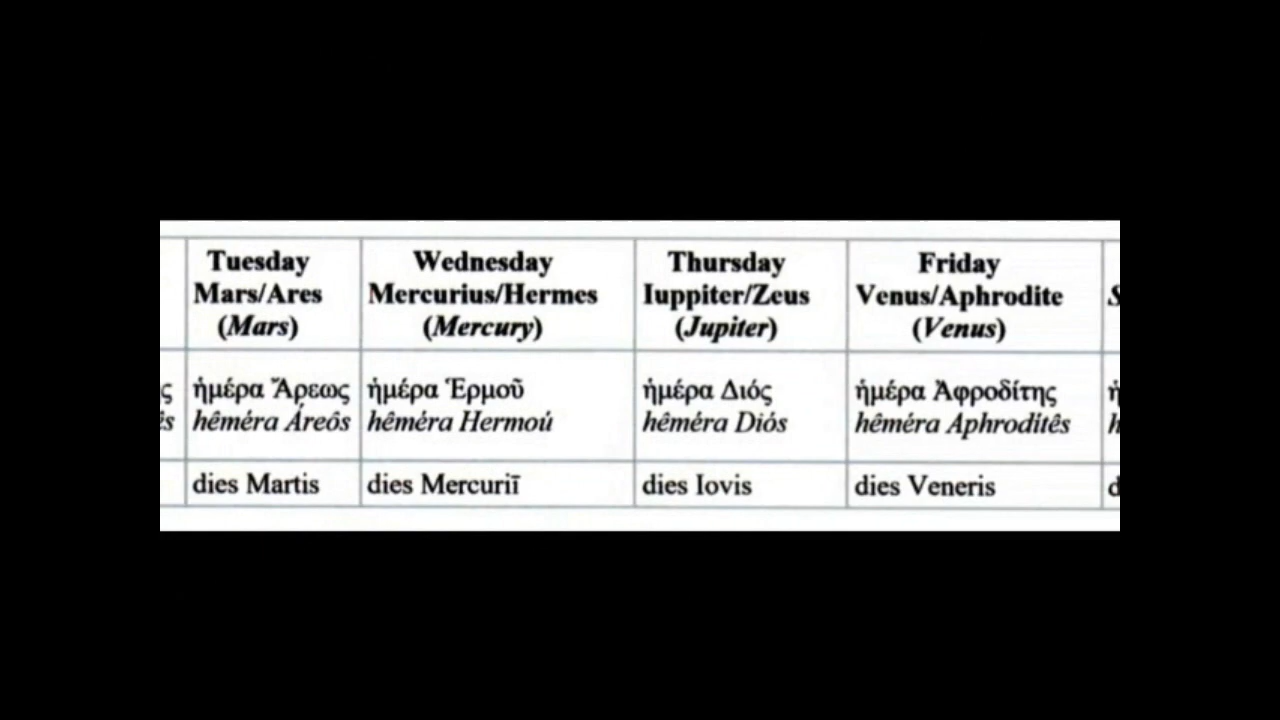 Tuesday
Mars/Ares
(Mars)
Wednesday
Mercurius/Hermes
(Mercury)
Thursday
Iuppiter/Zeus
(Jupiter)
Friday
Venus/Aphrodite
(Venus)
ἡμέρα Ἄρεως
hêméra Áreôs
ἡμέρα Ἑρμοῦ
hêméra Hermoú
ἡμέρα Διός
hêméra Diós
ἡμέρα Ἀφροδίτης
hêméra Aphrodítês
dies Martis
dies Mercuriī
dies Iovis
dies Veneris